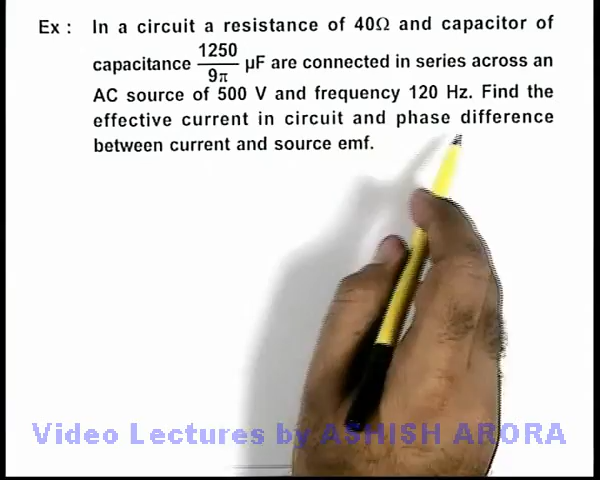 Ex : In a circuit a resistance of 40Ω and capacitor of
capacitance 1250/9π μF are connected in series across an
AC source of 500 V and frequency 120 Hz. Find the
effective current in circuit and phase difference
between current and source emf.
Video Lectures by ASHISH ARORA